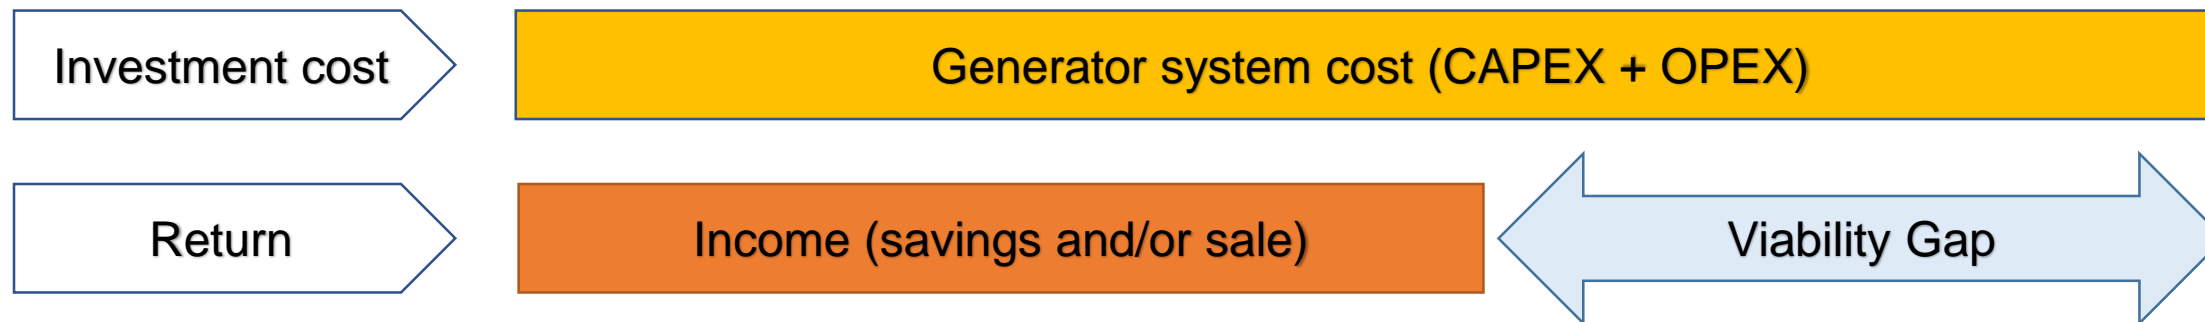 Investment cost
Generator system cost (CAPEX + OPEX)
Return
Income (savings and/or sale)
Viability Gap